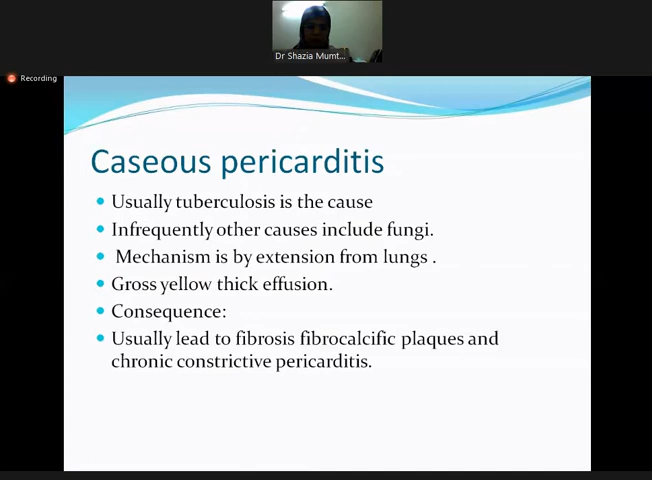 Dr Shazia Mumt...
Recording
Caseous pericarditis
Usually tuberculosis is the cause
Infrequently other causes include fungi.
Mechanism is by extension from lungs .
Gross yellow thick effusion.
Consequence:
Usually lead to fibrosis fibrocalcific plaques and
chronic constrictive pericarditis.